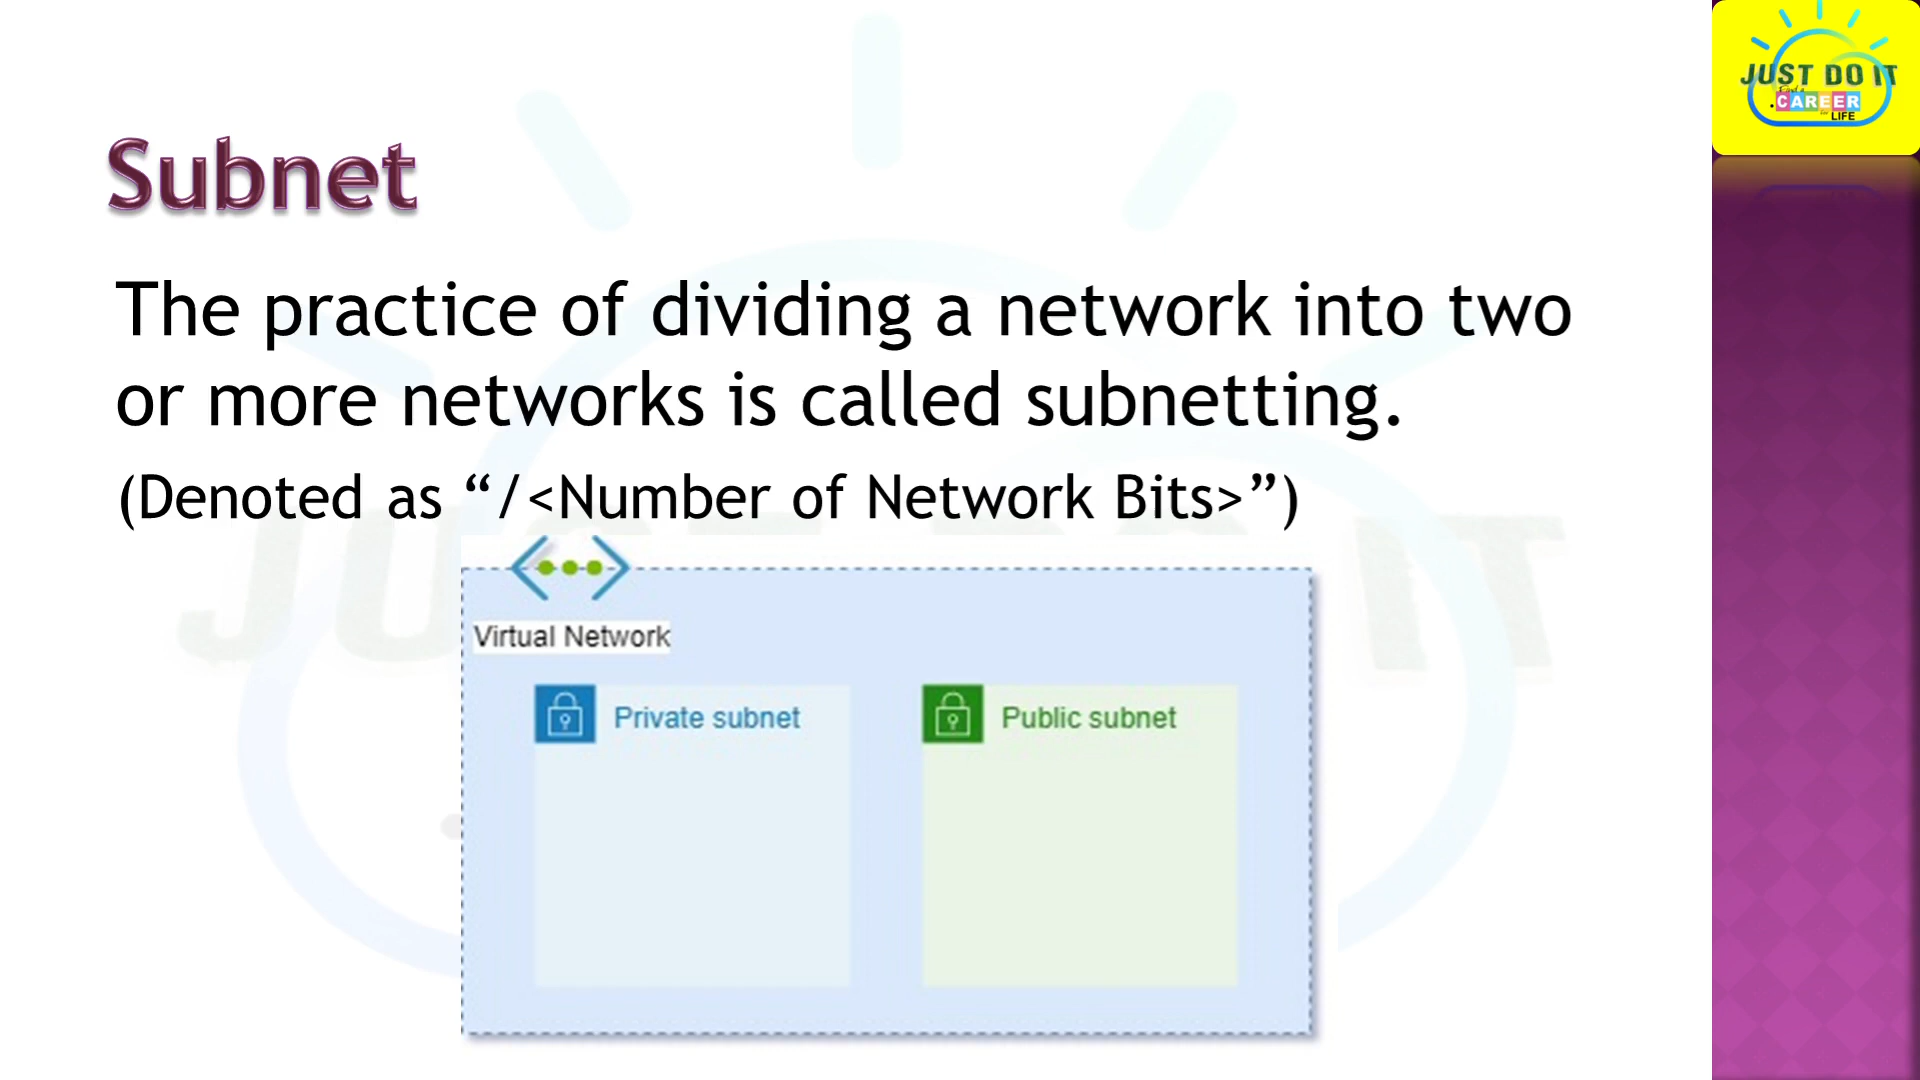 JUST DO IT
CAREER
LIFE
Subnet
The practice of dividing a network into two
or more networks is called subnetting.
(Denoted as “/<Number of Network Bits>”)
Virtual Network
Private subnet
Public subnet